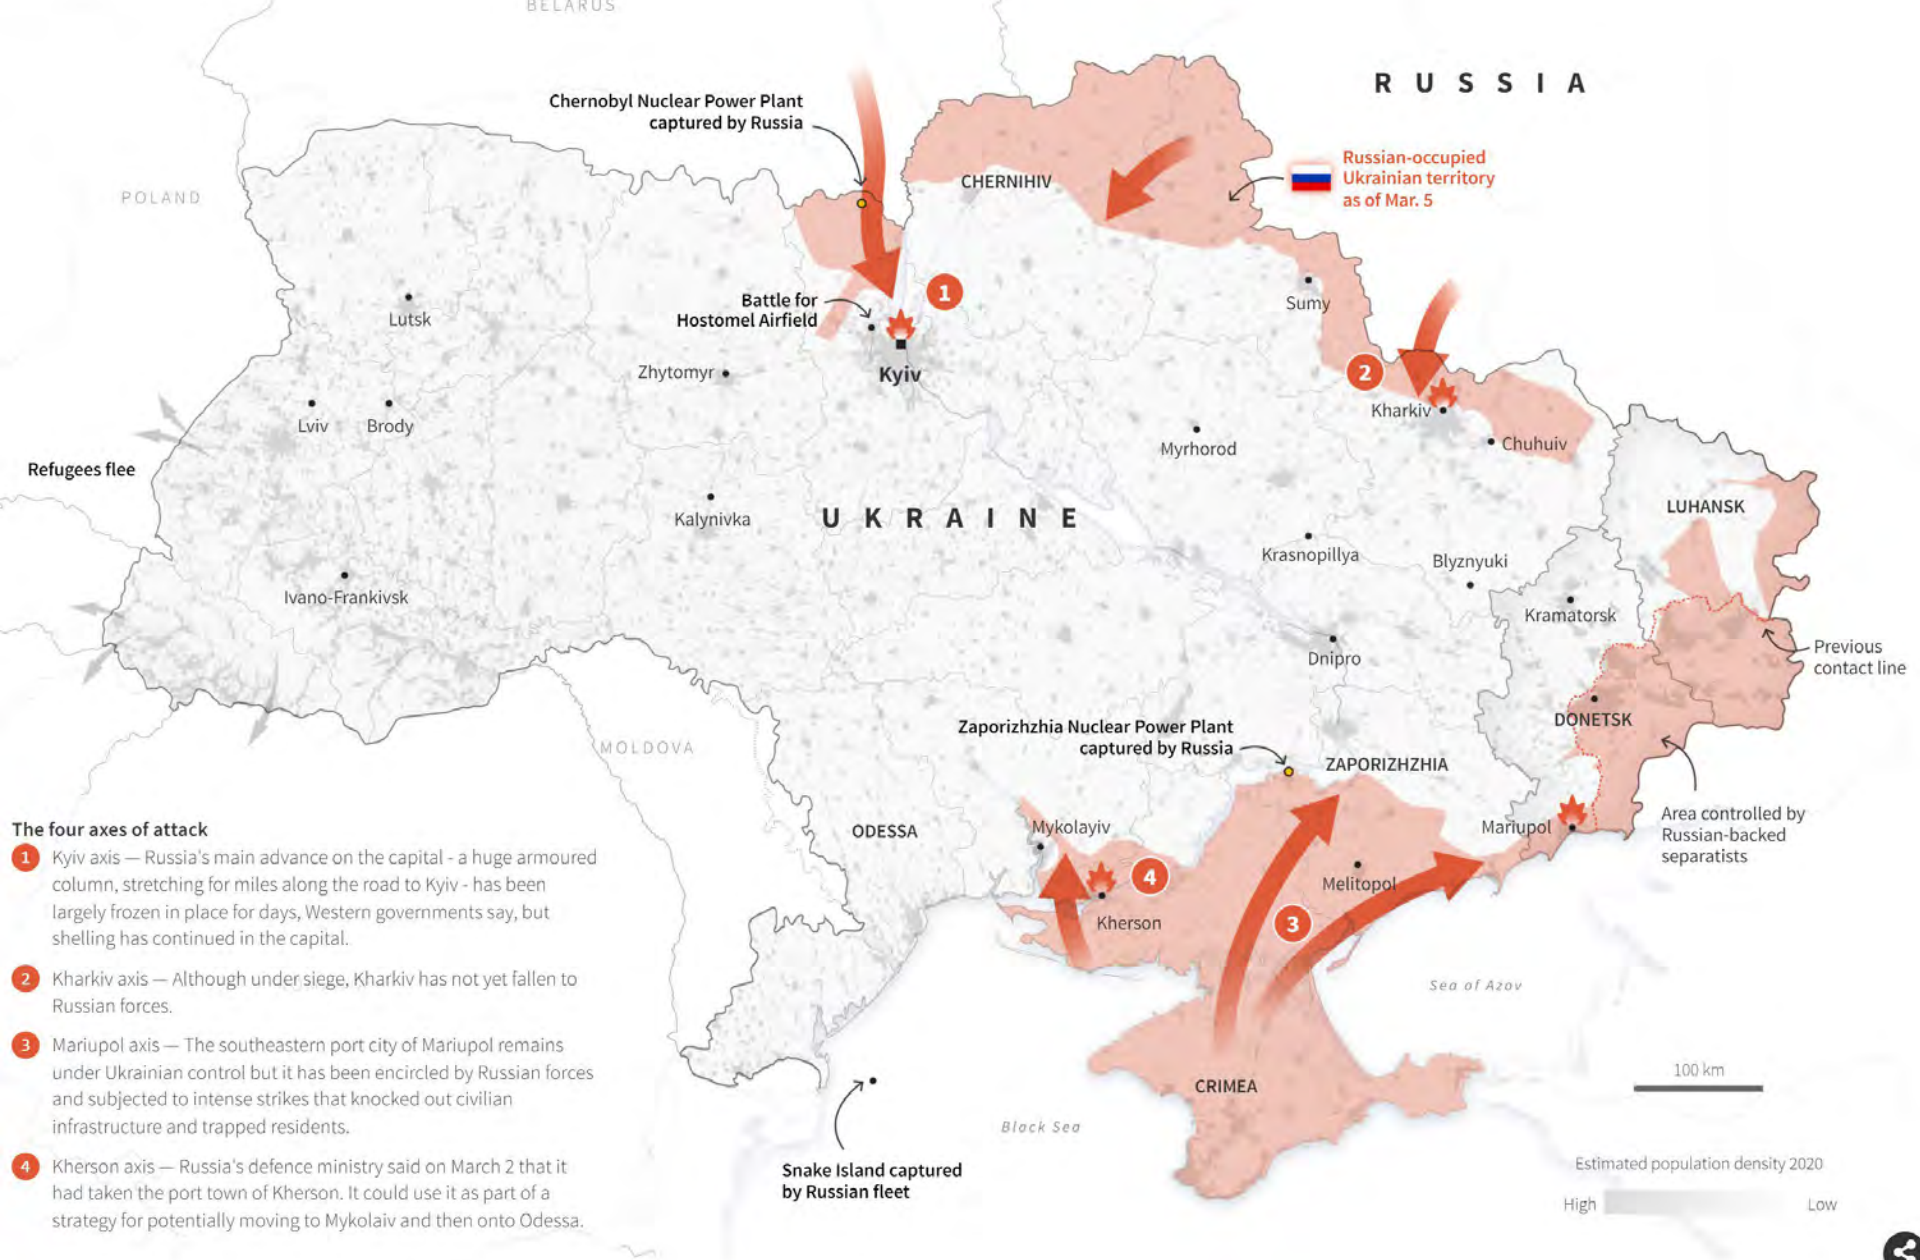 BELARUS
RUSSIA
Chernobyl Nuclear Power Plant
captured by Russia
Russian-occupied
Ukrainian territory
as of Mar. 5
CHERNIHIV
POLAND
1
Battle for
Hostomel Airfield
Sumy
Lutsk
Zhytomyr
Kyiv
2
Kharkiv
Chuhuiv
Lviv
Brody
Myrhorod
Refugees flee
Kalynivka
UKRAINE
LUHANSK
Krasnopillya
Blyznyuki
Ivano-Frankivsk
Kramatorsk
Dnipro
Previous
contact line
DONETSK
Zaporizhzhia Nuclear Power Plant
captured by Russia
MOLDOVA
ZAPORIZHZHIA
Area controlled by
Russian-backed
separatists
ODESSA
Mykolayiv
Mariupol
4
Melitopol
Kherson
3
Sea of Azov
CRIMEA
100 km
Black Sea
Snake Island captured
by Russian fleet
Estimated population density 2020
High
Low
The four axes of attack
1
Kyiv axis — Russia's main advance on the capital - a huge armoured
column, stretching for miles along the road to Kyiv - has been
largely frozen in place for days, Western governments say, but
shelling has continued in the capital.
2
Kharkiv axis — Although under siege, Kharkiv has not yet fallen to
Russian forces.
3
Mariupol axis — The southeastern port city of Mariupol remains
under Ukrainian control but it has been encircled by Russian forces
and subjected to intense strikes that knocked out civilian
infrastructure and trapped residents.
4
Kherson axis — Russia's defence ministry said on March 2 that it
had taken the port town of Kherson. It could use it as part of a
strategy for potentially moving to Mykolaiv and then onto Odessa.